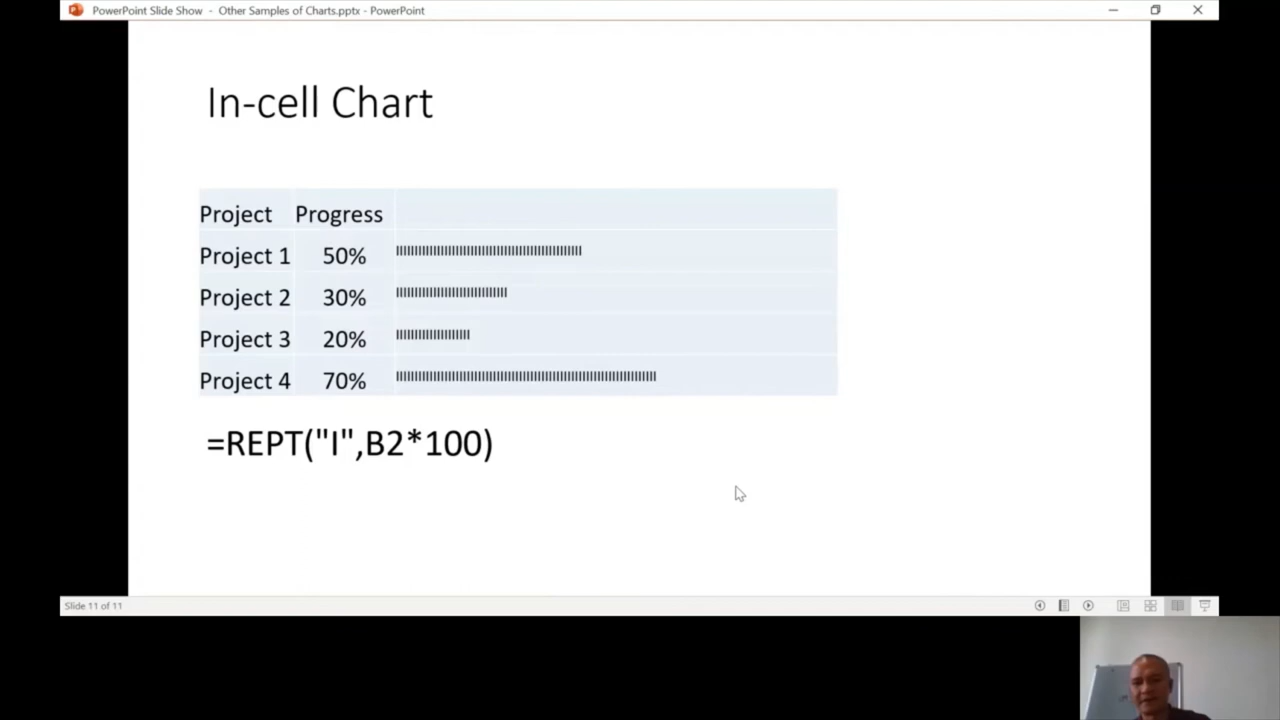 PowerPoint Slide Show - Other Samples of Charts.pptx - PowerPoint
In-cell Chart
Project Progress
Project 1 50%
Project 2 30%
Project 3 20%
Project 4 70%
=REPT("I",B2*100)
Slide 11 of 11